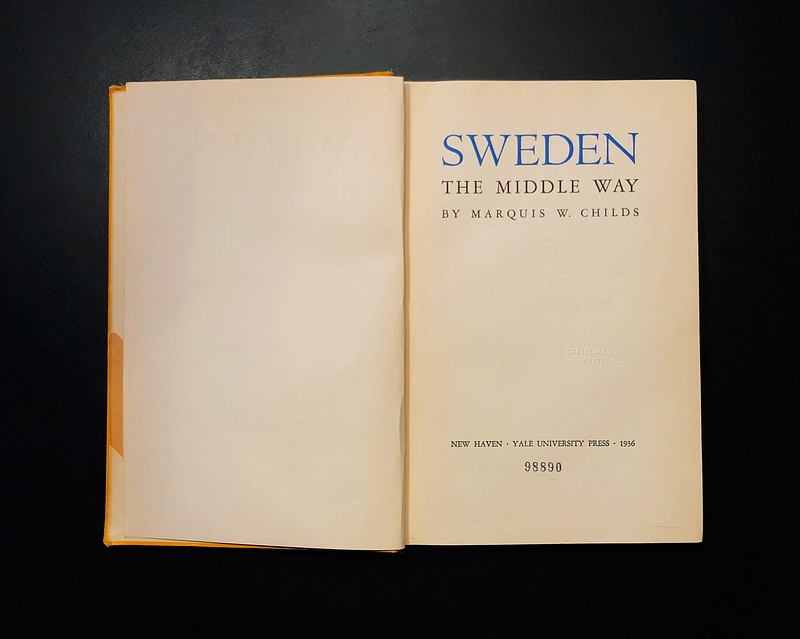 SWEDEN
THE MIDDLE WAY
BY MARQUIS W. CHILDS
NEW HAVEN · YALE UNIVERSITY PRESS · 1936
98890